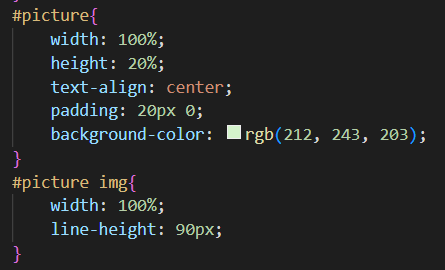 #picture{
width: 100%;
height: 20%;
text-align: center;
padding: 20px 0;
background-color: rgb(212, 243, 203);
}
#picture img{
width: 100%;
line-height: 90px;
}